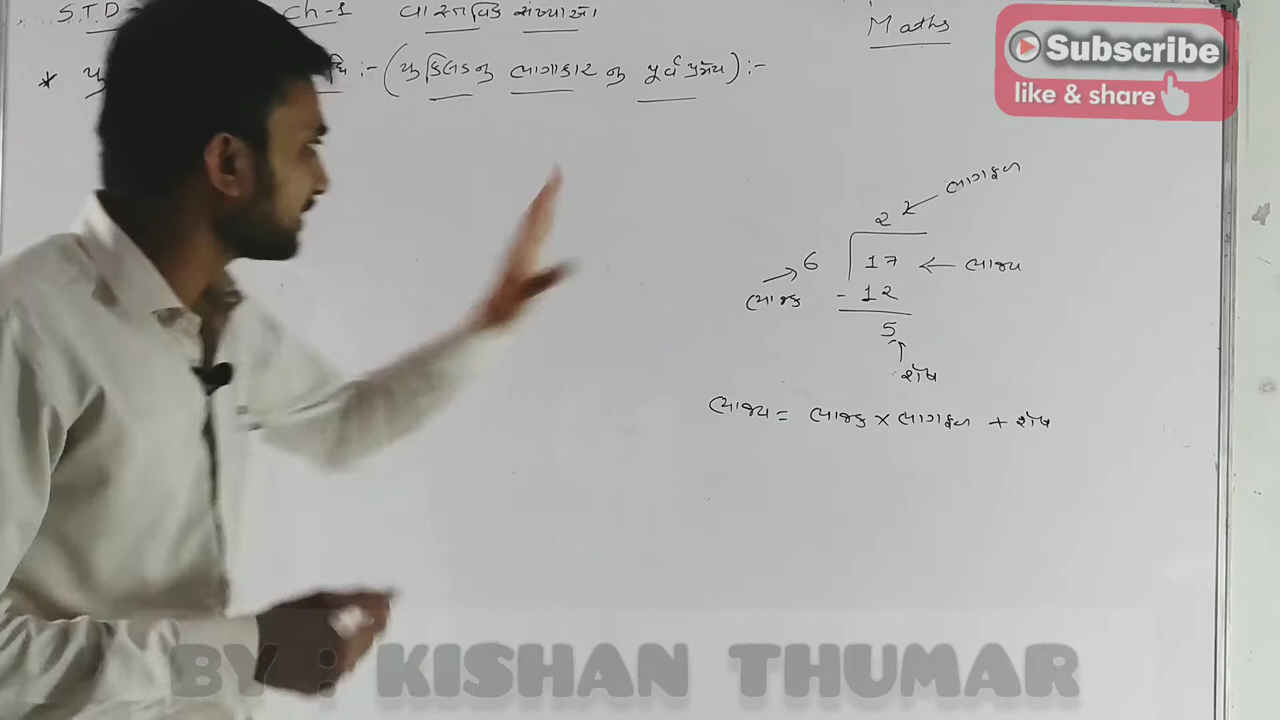 S.T.D Ch-1 વાસ્તવિક સંખ્યાઓ Maths
* :- (યુક્લિડનુ ભાગાકાર નુ પુર્વ પ્રમેય) :-
Subscribe
like & share
ભાગફળ
2 2
6 17 ← ભાજ્ય
ભાજક - 12
5
શેષ
ભાજ્ય = ભાજક × ભાગફળ + શેષ
BY : KISHAN THUMAR